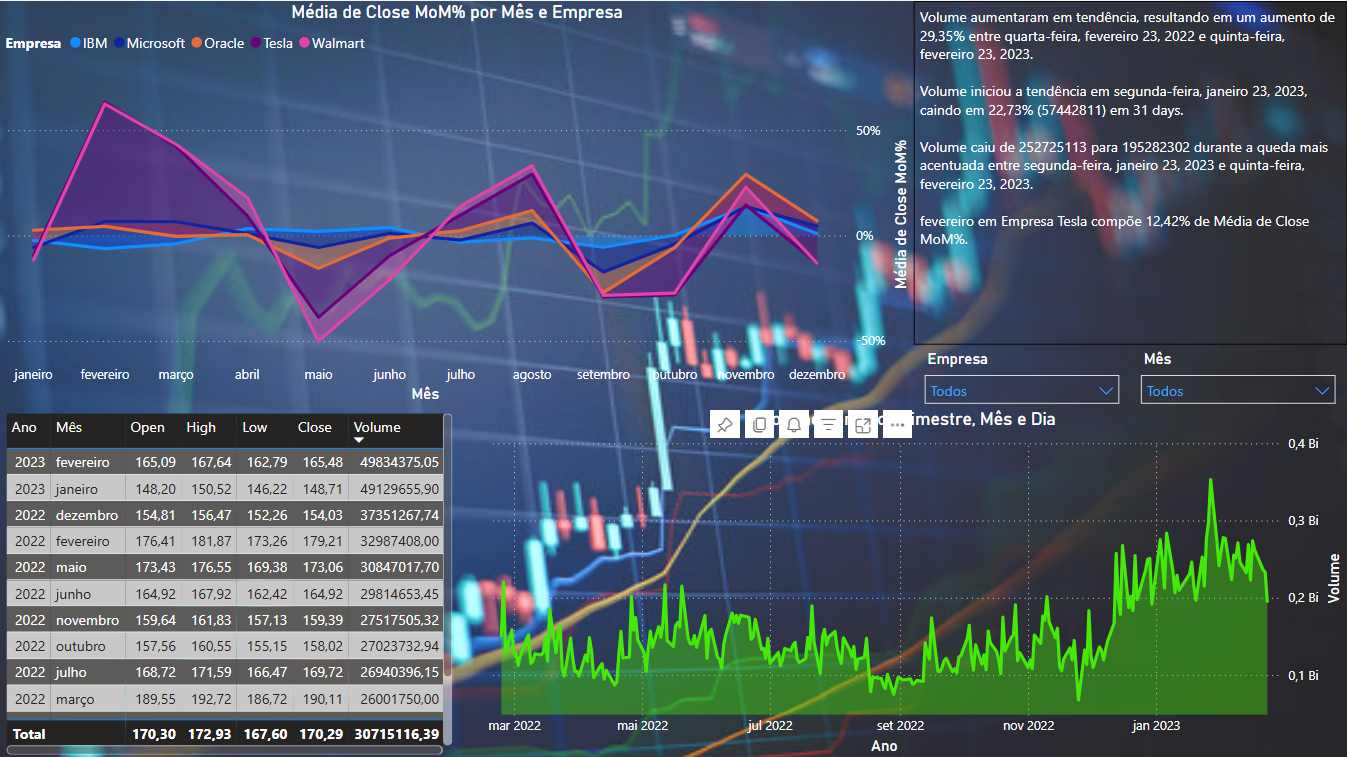 Média de Close MoM% por Mês e Empresa
Empresa IBM Microsoft Oracle Tesla Walmart
50%
0%
-50%
Média de Close MoM%
janeiro fevereiro março abril maio junho julho agosto setembro outubro novembro dezembro
Mês
Volume aumentaram em tendência, resultando em um aumento de
29,35% entre quarta-feira, fevereiro 23, 2022 e quinta-feira,
fevereiro 23, 2023.
Volume iniciou a tendência em segunda-feira, janeiro 23, 2023,
caindo em 22,73% (57442811) em 31 days.
Volume caiu de 252725113 para 195282302 durante a queda mais
acentuada entre segunda-feira, janeiro 23, 2023 e quinta-feira,
fevereiro 23, 2023.
fevereiro em Empresa Tesla compõe 12,42% de Média de Close
MoM%.
Empresa Mês
Todos Todos
Ano Mês Open High Low Close Volume
2023 fevereiro 165,09 167,64 162,79 165,48 49834375,05
2023 janeiro 148,20 150,52 146,22 148,71 49129655,90
2022 dezembro 154,81 156,47 152,26 154,03 37351267,74
2022 fevereiro 176,41 181,87 173,26 179,21 32987408,00
2022 maio 173,43 176,55 169,38 173,06 30847017,70
2022 junho 164,92 167,92 162,42 164,92 29814653,45
2022 novembro 159,64 161,83 157,13 159,39 27517505,32
2022 outubro 157,56 160,55 155,15 158,02 27023732,94
2022 julho 168,72 171,59 166,47 169,72 26940396,15
2022 março 189,55 192,72 186,72 190,11 26001750,00
Total 170,30 172,93 167,60 170,29 30715116,39
Mês e Dia
0,4 Bi
0,3 Bi
0,2 Bi
0,1 Bi
Volume
mar 2022 mai 2022 jul 2022 set 2022 nov 2022 jan 2023
Ano